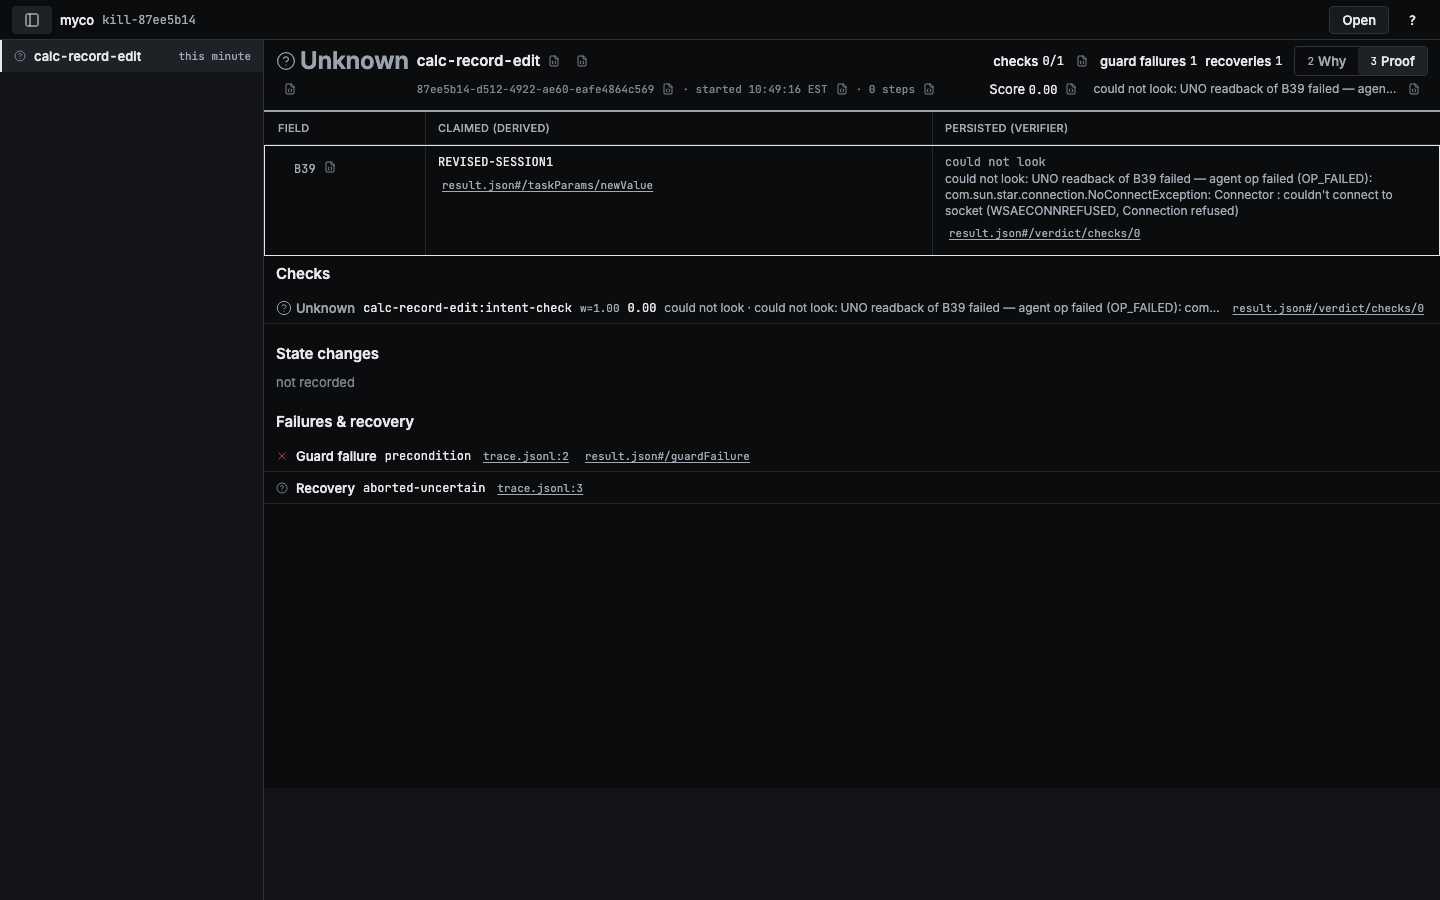 myco kill-87ee5b14
Open ?
calc-record-edit this minute
Unknown calc-record-edit
checks 0/1 guard failures 1 recoveries 1 2 Why 3 Proof
87ee5b14-d512-4922-ae60-eafe4864c569 · started 10:49:16 EST · 0 steps
Score 0.00 could not look: UNO readback of B39 failed — agen...
FIELD CLAIMED (DERIVED) PERSISTED (VERIFIER)
B39
REVISED-SESSION1
result.json#/taskParams/newValue
could not look
could not look: UNO readback of B39 failed — agent op failed (OP_FAILED):
com.sun.star.connection.NoConnectException: Connector : couldn't connect to
socket (WSAECONNREFUSED, Connection refused)
result.json#/verdict/checks/0
Checks
Unknown calc-record-edit:intent-check w=1.00 0.00 could not look · could not look: UNO readback of B39 failed — agent op failed (OP_FAILED): com... result.json#/verdict/checks/0
State changes
not recorded
Failures & recovery
Guard failure precondition trace.jsonl:2 result.json#/guardFailure
Recovery aborted-uncertain trace.jsonl:3